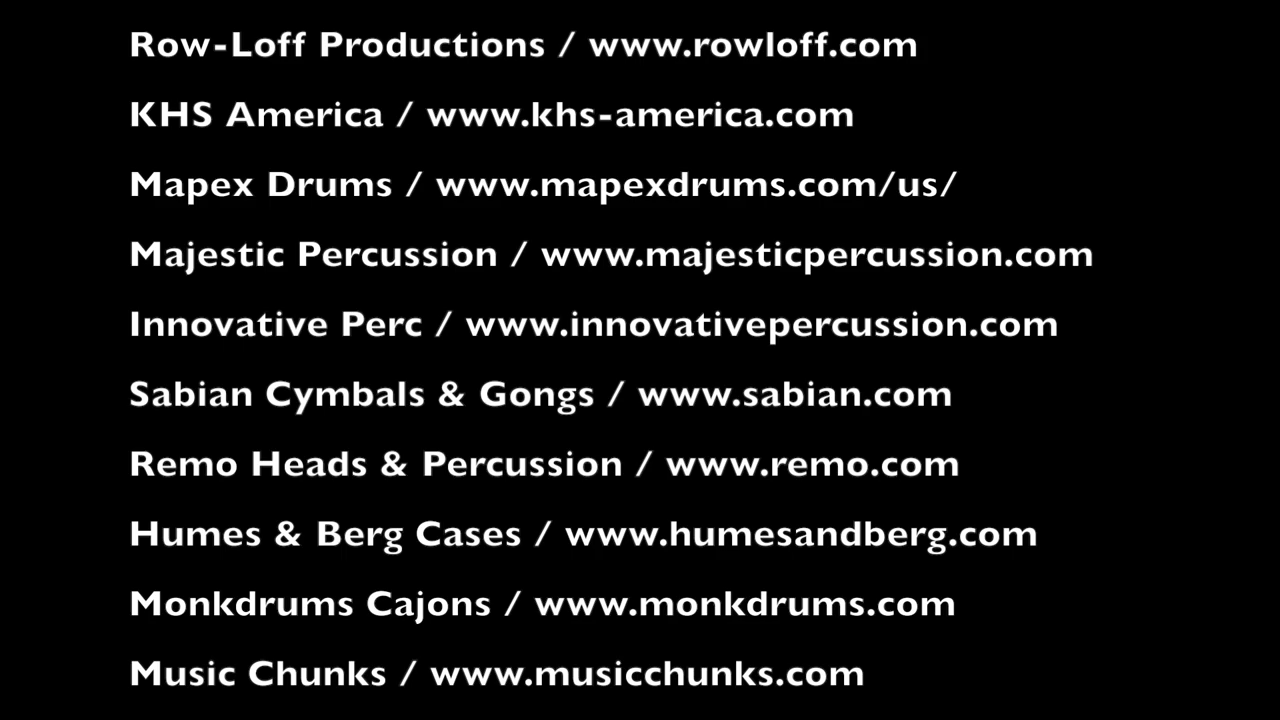 Row-Loff Productions / www.rowloff.com
KHS America / www.khs-america.com
Mapex Drums / www.mapexdrums.com/us/
Majestic Percussion / www.majesticpercussion.com
Innovative Perc / www.innovativepercussion.com
Sabian Cymbals & Gongs / www.sabian.com
Remo Heads & Percussion / www.remo.com
Humes & Berg Cases / www.humesandberg.com
Monkdrums Cajons / www.monkdrums.com
Music Chunks / www.musicchunks.com